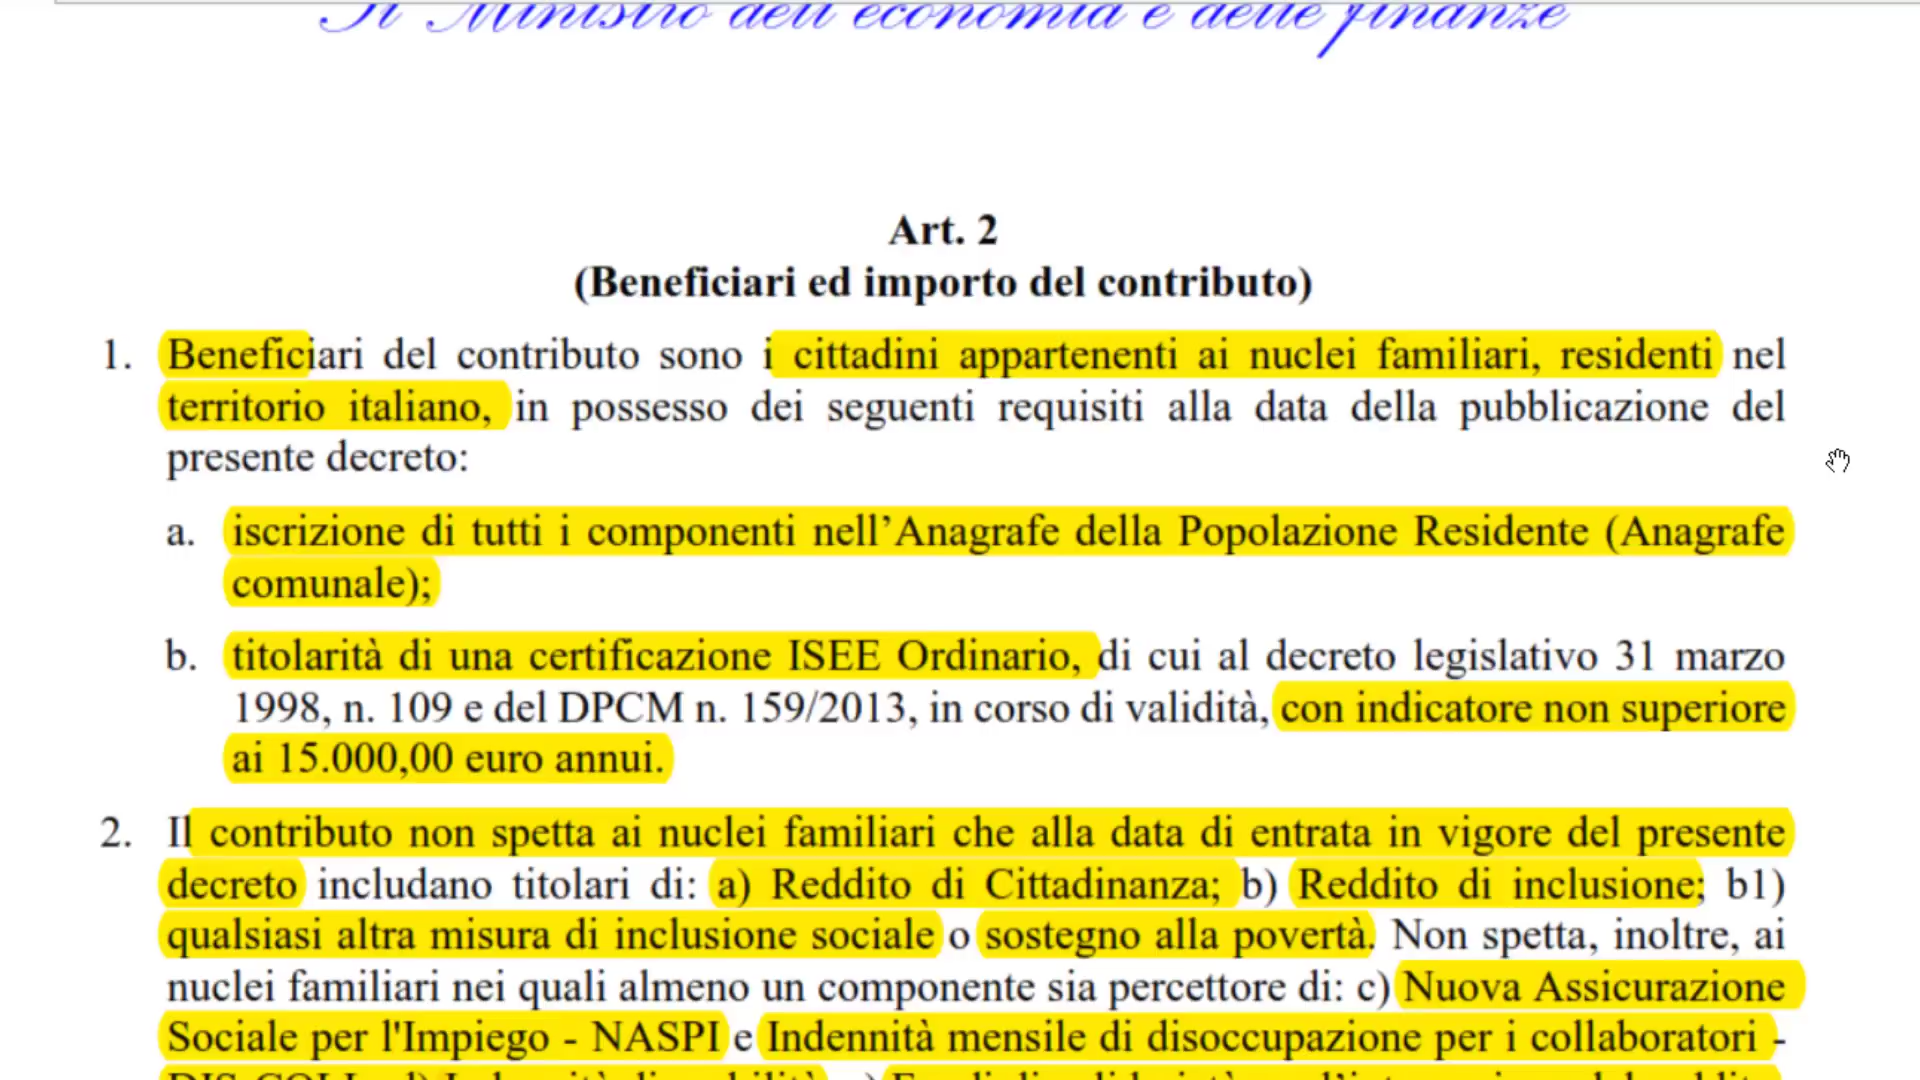 Il Ministro dell'economia e delle finanze
Art. 2
(Beneficiari ed importo del contributo)
1. Beneficiari del contributo sono i cittadini appartenenti ai nuclei familiari, residenti nel
territorio italiano, in possesso dei seguenti requisiti alla data della pubblicazione del
presente decreto:
a. iscrizione di tutti i componenti nell’Anagrafe della Popolazione Residente (Anagrafe
comunale);
b. titolarità di una certificazione ISEE Ordinario, di cui al decreto legislativo 31 marzo
1998, n. 109 e del DPCM n. 159/2013, in corso di validità, con indicatore non superiore
ai 15.000,00 euro annui.
2. Il contributo non spetta ai nuclei familiari che alla data di entrata in vigore del presente
decreto includano titolari di: a) Reddito di Cittadinanza; b) Reddito di inclusione; b1)
qualsiasi altra misura di inclusione sociale o sostegno alla povertà. Non spetta, inoltre, ai
nuclei familiari nei quali almeno un componente sia percettore di: c) Nuova Assicurazione
Sociale per l'Impiego - NASPI e Indennità mensile di disoccupazione per i collaboratori -